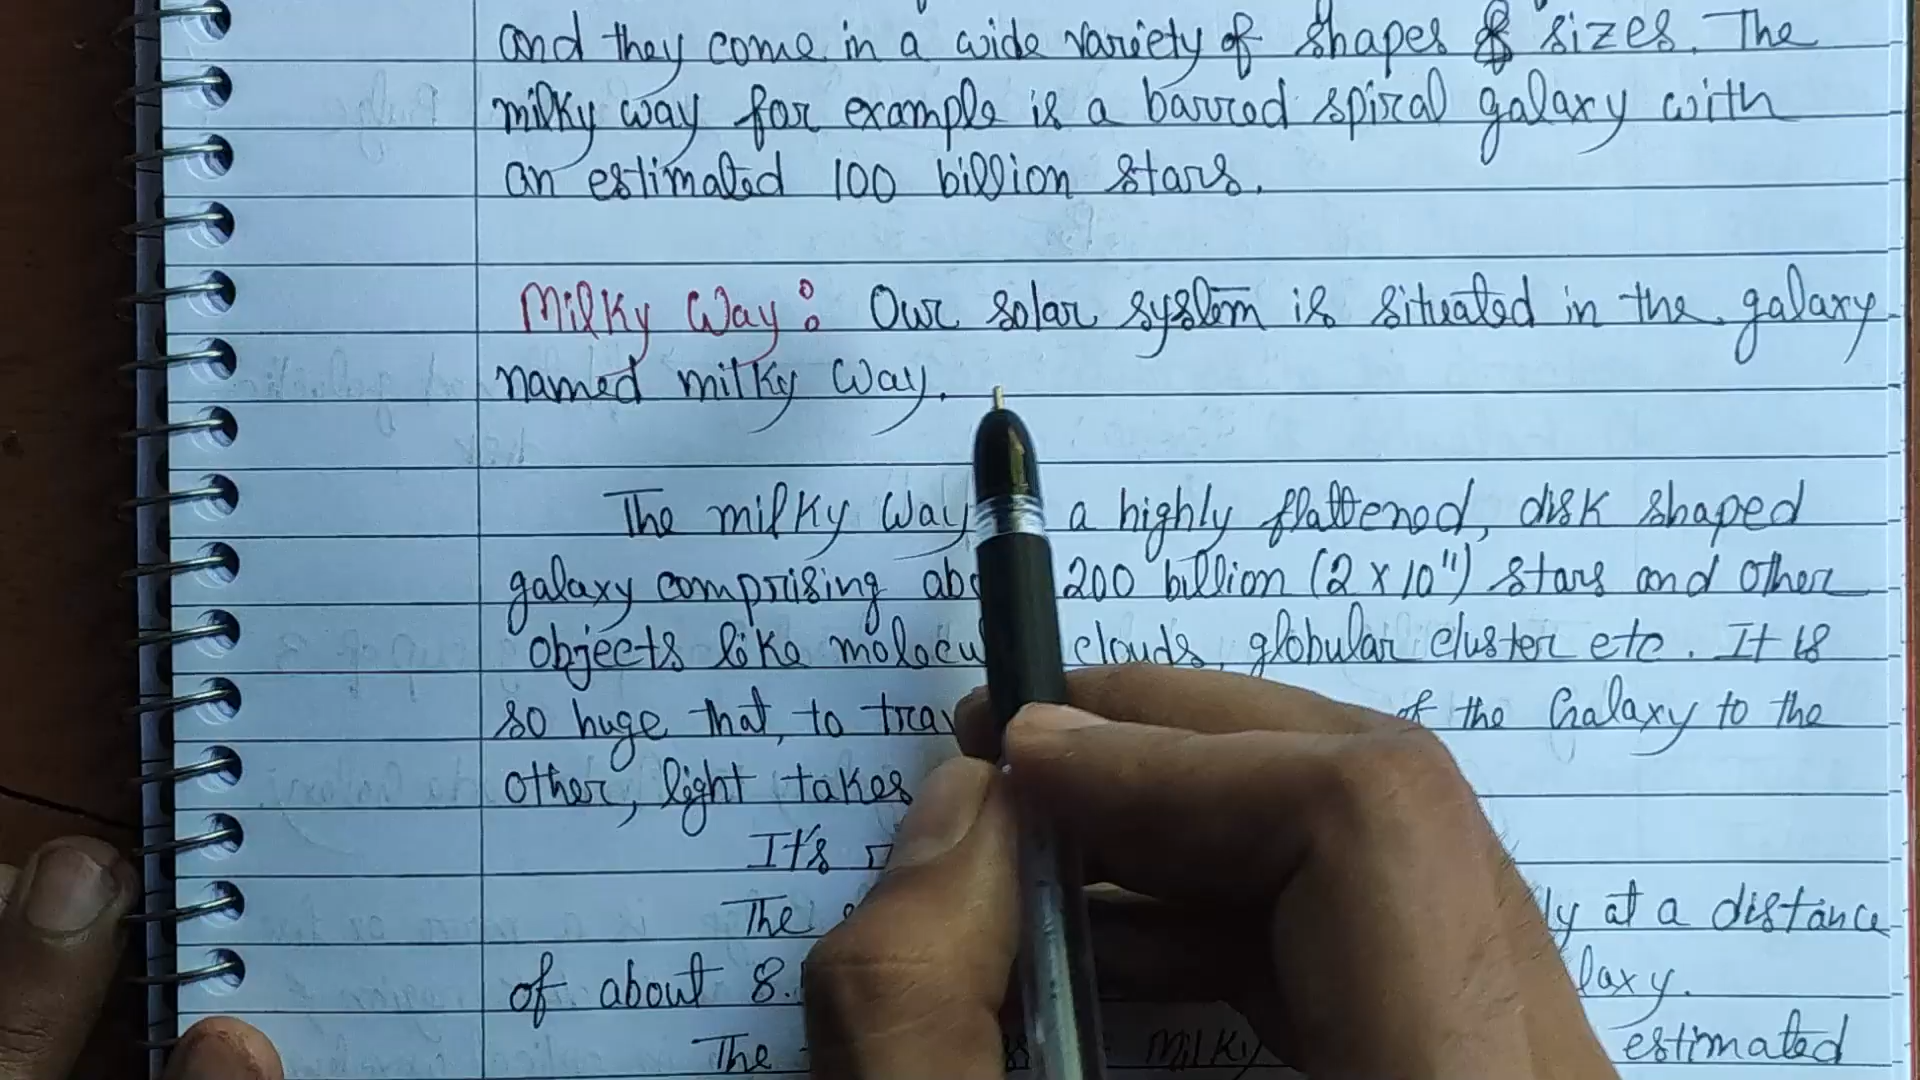 and they come in a wide variety of shapes & sizes. The
milky way for example is a barred spiral galaxy with
an estimated 100 billion stars.
Milky Way: Our solar system is situated in the galaxy
named milky way.
The milky way a highly flattened, disk shaped
galaxy comprising 200 billion (2 x 10¹¹) stars and other
objects like clouds, globular cluster etc. It is
so huge that, to of the Galaxy to the
other, light takes
It's
The at a distance
of about 8.
The Milky estimated